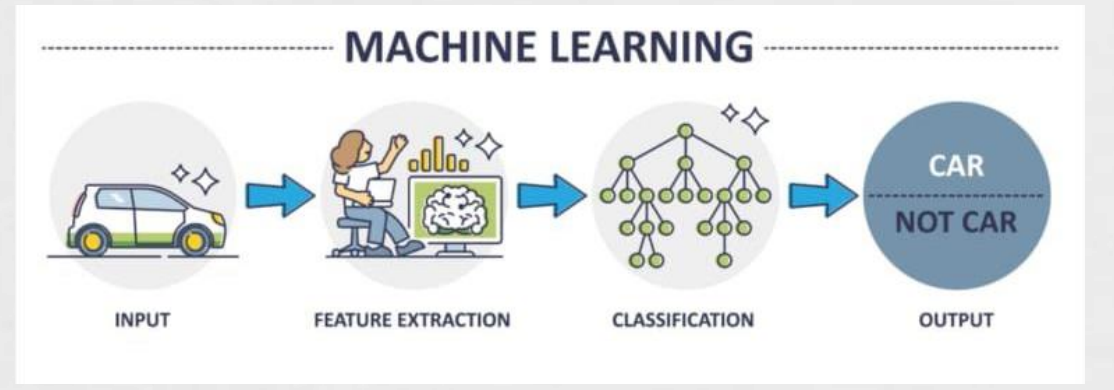 MACHINE LEARNING
CAR
NOT CAR
INPUT
FEATURE EXTRACTION
CLASSIFICATION
OUTPUT